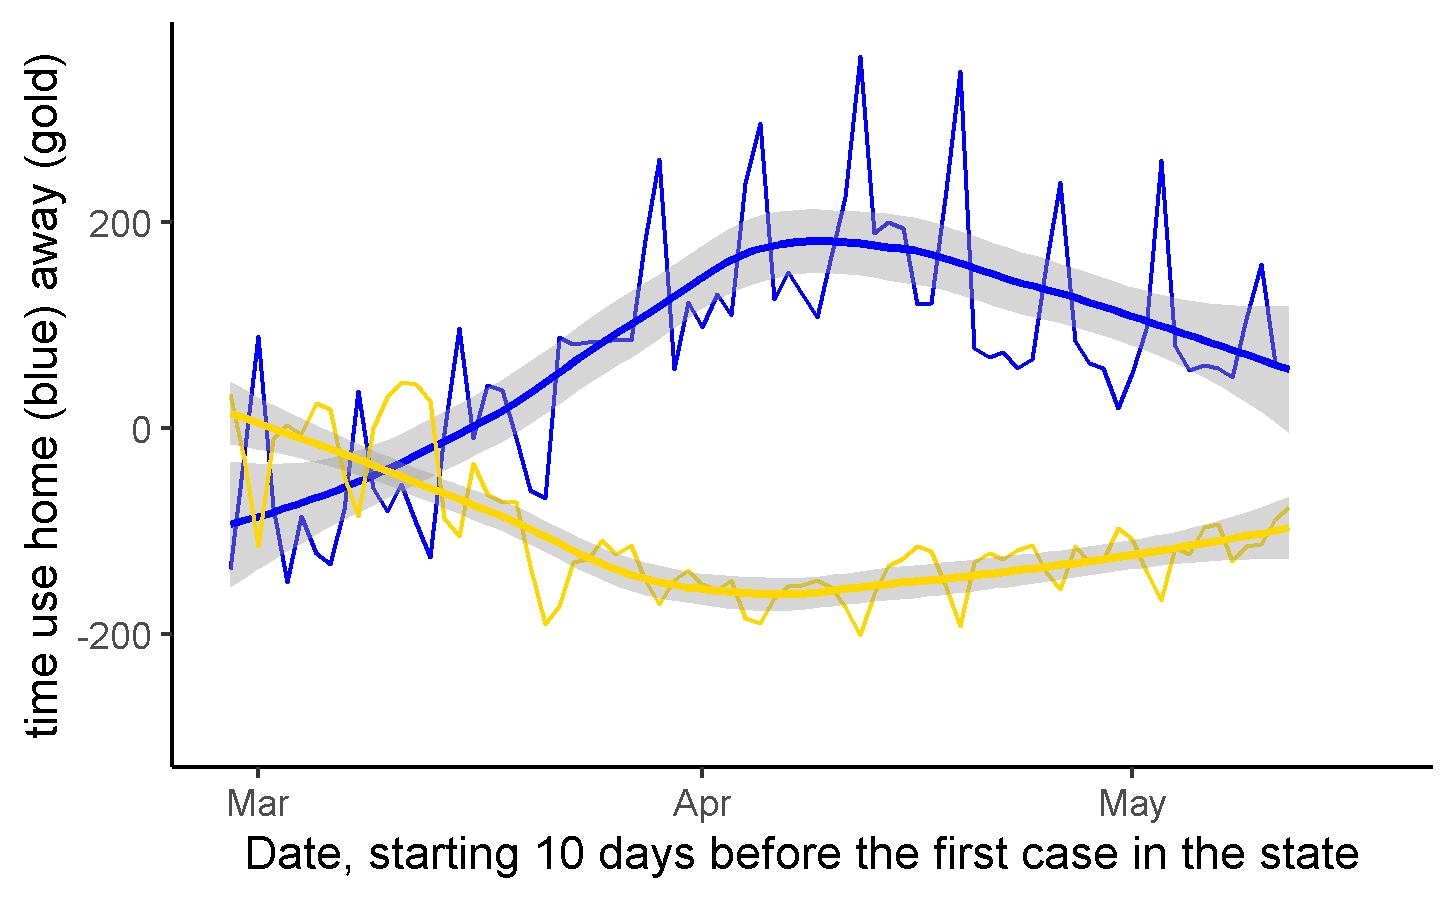 time use home (blue) away (gold)
200
0
-200
Mar
Apr
May
Date, starting 10 days before the first case in the state